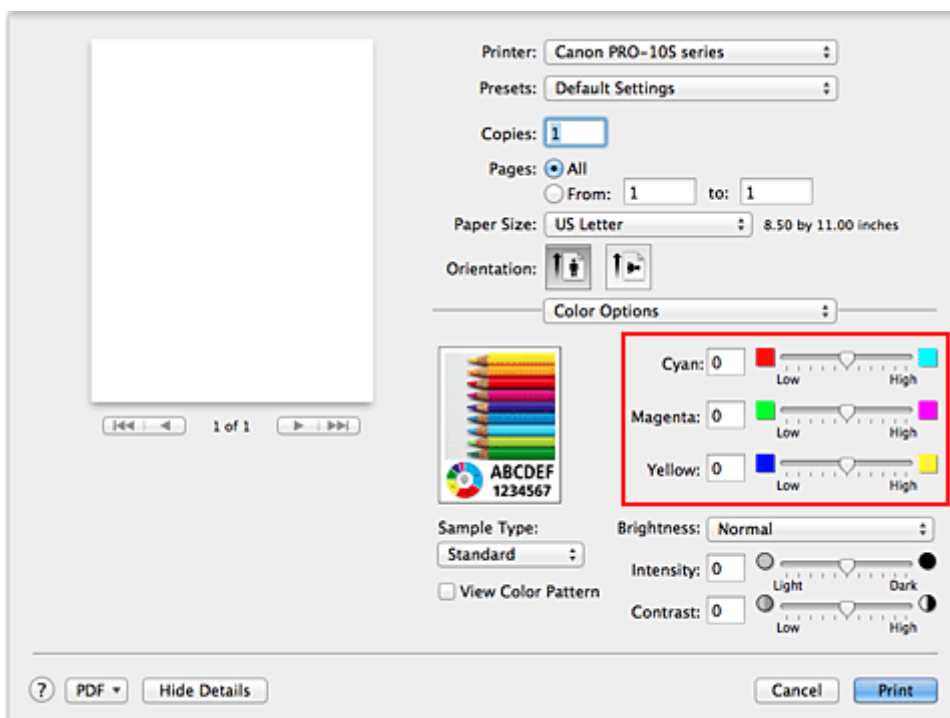 Printer: Canon PRO-10S series
Presets: Default Settings
Copies: 1
Pages: All
From: 1 to: 1
Paper Size: US Letter 8.50 by 11.00 inches
Orientation:
Color Options
1 of 1
Cyan: 0
Low High
Magenta: 0
Low High
Yellow: 0
Low High
ABCDEF
1234567
Sample Type:
Standard
View Color Pattern
Brightness: Normal
Intensity: 0
Light Dark
Contrast: 0
Low High
? PDF Hide Details Cancel Print